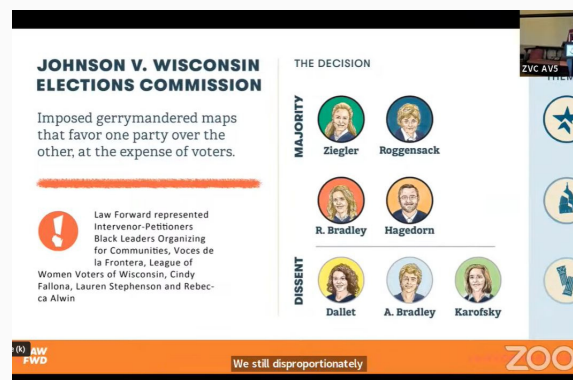 JOHNSON V. WISCONSIN
ELECTIONS COMMISSION
Imposed gerrymandered maps
that favor one party over the
other, at the expense of voters.
Law Forward represented
Intervenor-Petitioners
Black Leaders Organizing
for Communities, Voces de
la Frontera, League of
Women Voters of Wisconsin, Cindy
Fallona, Lauren Stephenson and Rebec-
ca Alwin
THE DECISION
MAJORITY
Ziegler Roggensack
R. Bradley Hagedorn
DISSENT
Dallet A. Bradley Karofsky
ZVC AV5
(k)
AW
FWD
We still disproportionately
ZOO